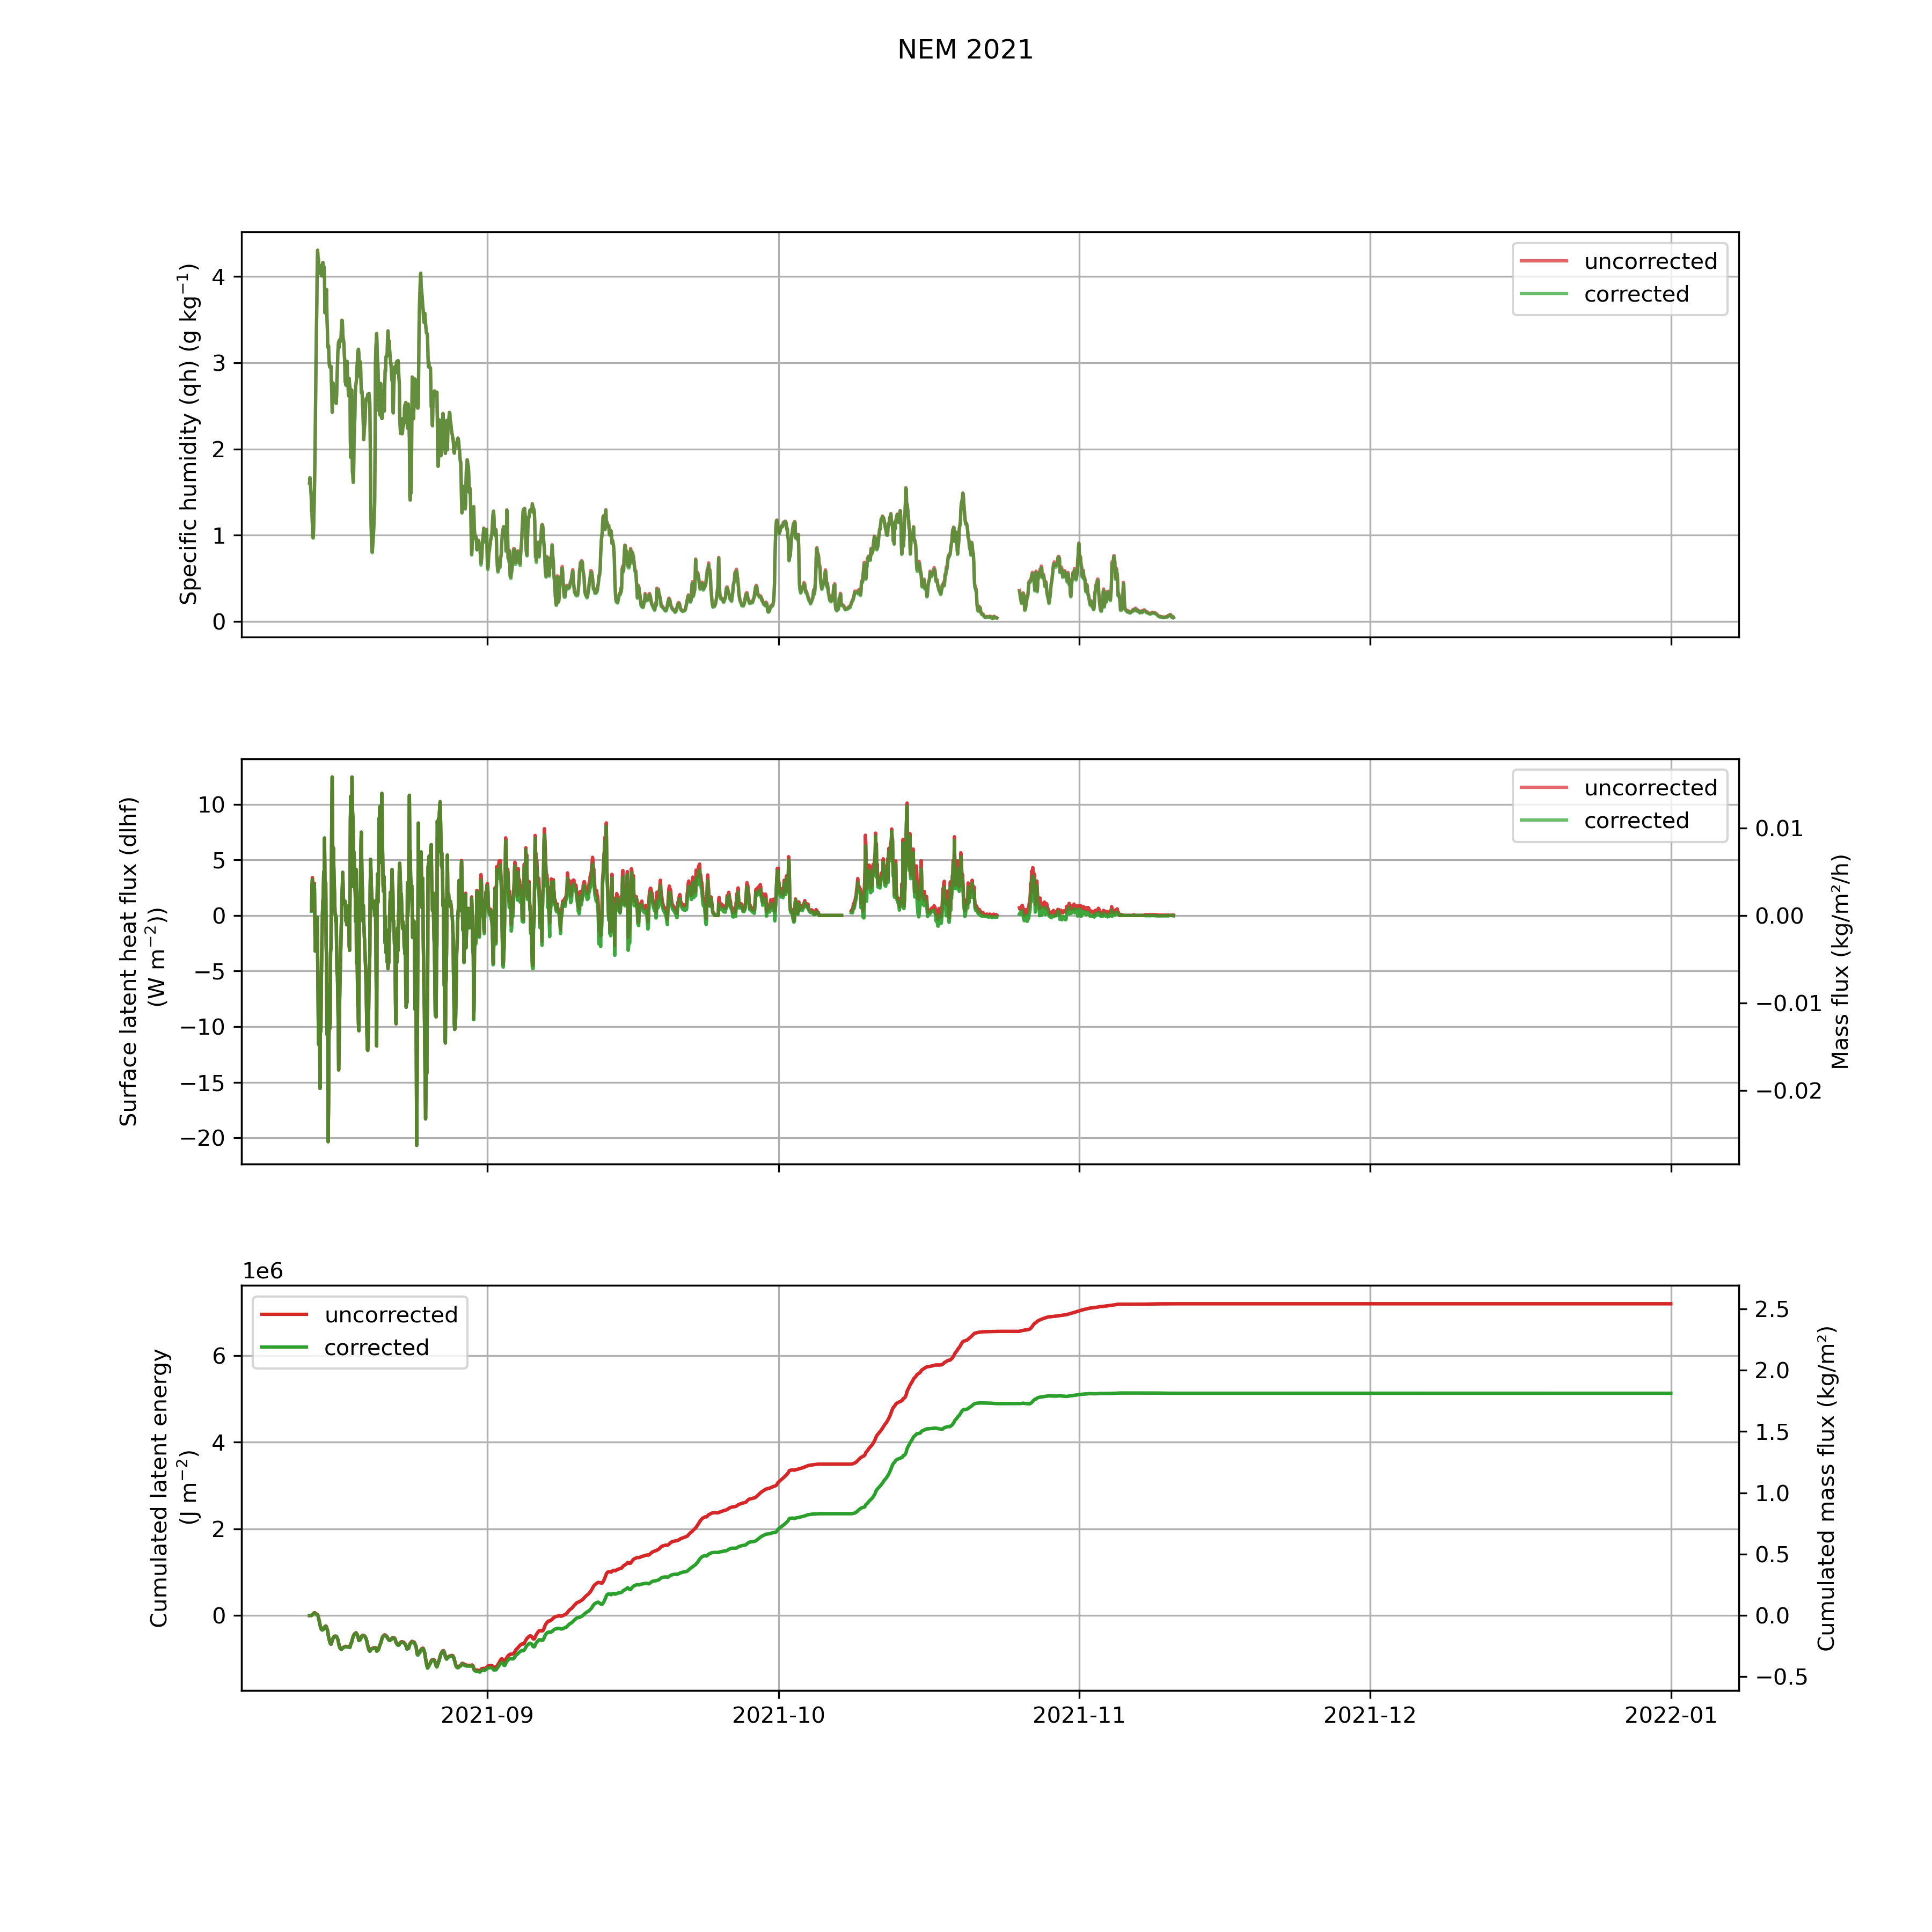 NEM 2021
Specific humidity (qh) (g kg⁻¹)
4
3
2
1
0
uncorrected
corrected
Surface latent heat flux (dlhf)
(W m⁻²))
10
5
0
−5
−10
−15
−20
uncorrected
corrected
0.01
0.00
−0.01
−0.02
Mass flux (kg/m²/h)
1e6
Cumulated latent energy
(J m⁻²)
6
4
2
0
uncorrected
corrected
2.5
2.0
1.5
1.0
0.5
0.0
−0.5
Cumulated mass flux (kg/m²)
2021-09 2021-10 2021-11 2021-12 2022-01